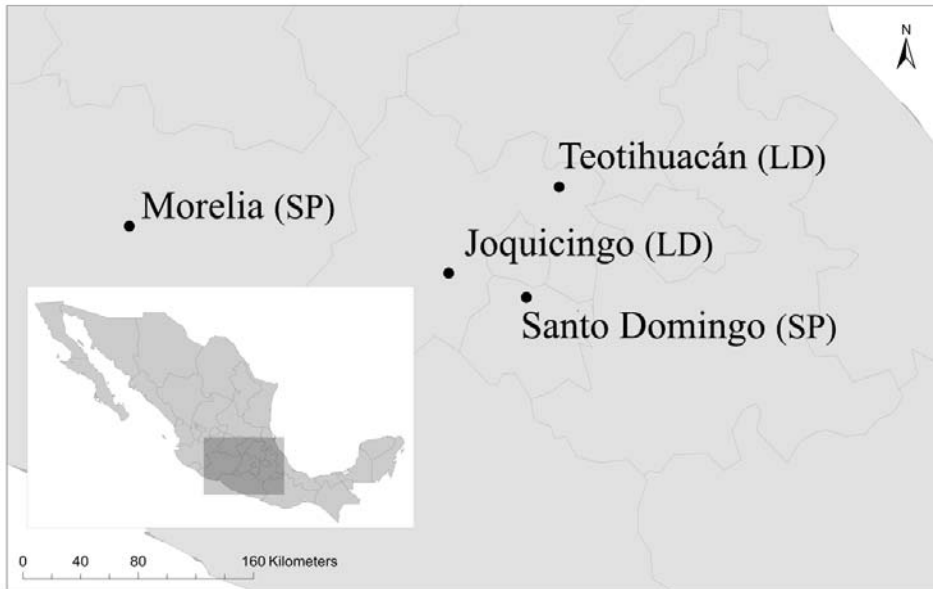 N
Teotihuacán (LD)
Morelia (SP)
Joquicingo (LD)
Santo Domingo (SP)
0 40 80 160 Kilometers